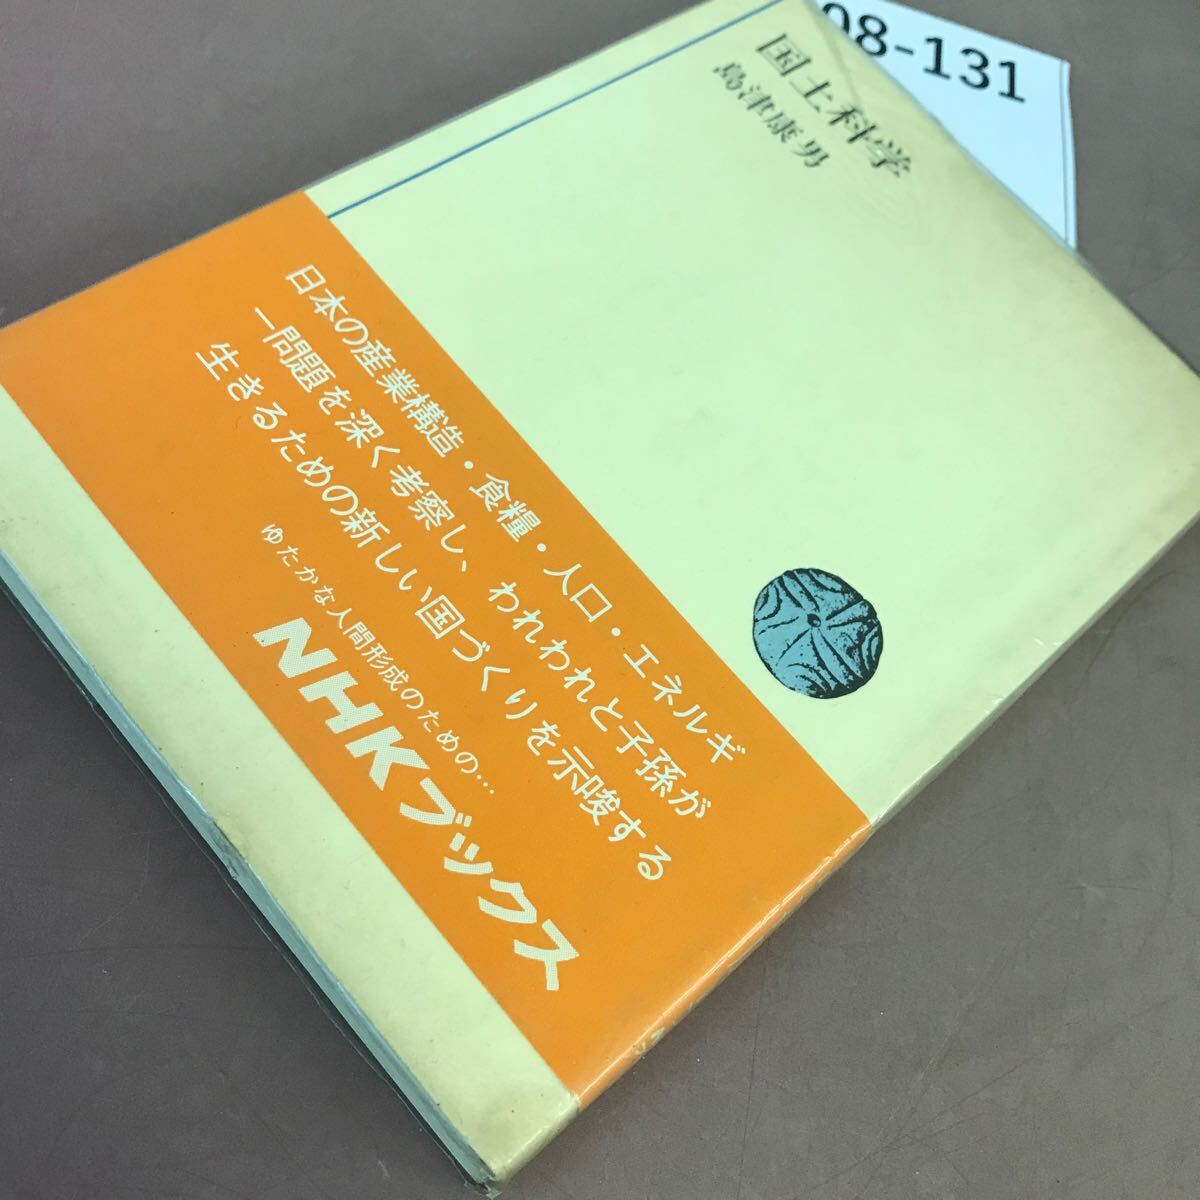 08-131
国土科学
島津康男
日本の産業構造・食糧・人口・エネルギ
ー問題を深く考察し、われわれと子孫が
生きるための新しい国づくりを示唆する
ゆたかな人間形成のための…
NHKブックス